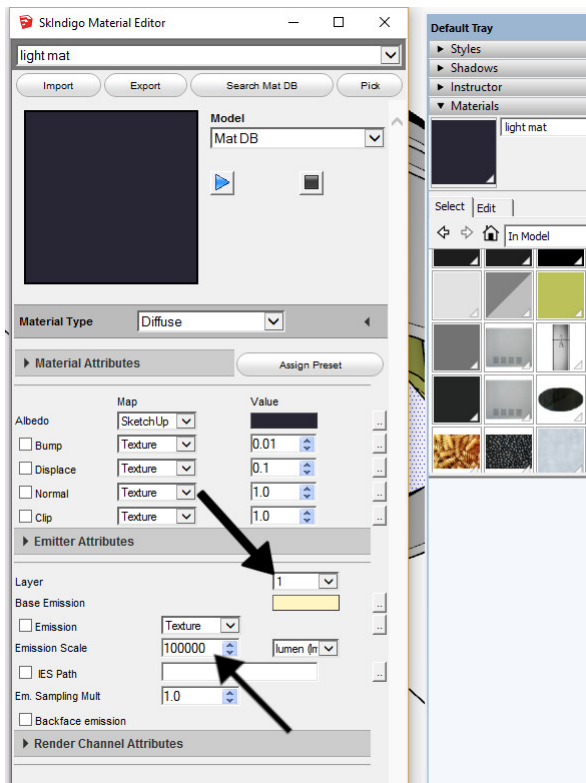 SkIndigo Material Editor
light mat
Import Export Search Mat DB Pick
Model
Mat DB
Material Type Diffuse
Material Attributes Assign Preset
Map Value
Albedo SketchUp ..
Bump Texture 0.01 ..
Displace Texture 0.1 ..
Normal Texture 1.0 ..
Clip Texture 1.0 ..
Emitter Attributes
Layer 1
Base Emission ..
Emission Texture ..
Emission Scale 100000 lumen (lm
IES Path ..
Em. Sampling Mult 1.0
Backface emission
Render Channel Attributes
Default Tray
Styles
Shadows
Instructor
Materials
light mat
Select Edit
In Model